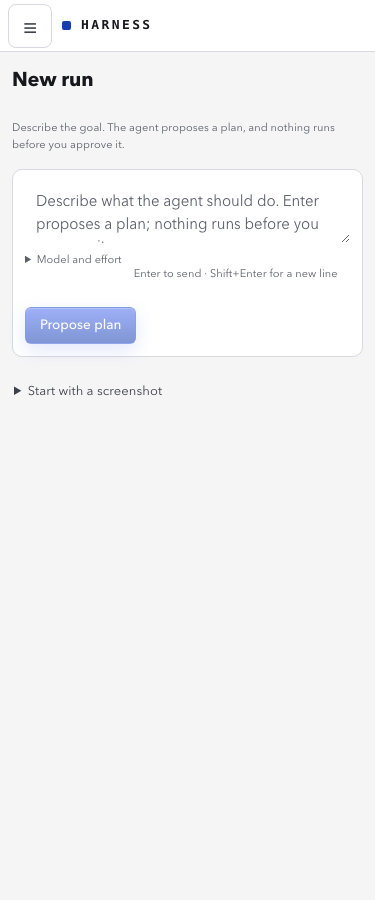 HARNESS
New run
Describe the goal. The agent proposes a plan, and nothing runs
before you approve it.
Describe what the agent should do. Enter
proposes a plan; nothing runs before you
Model and effort
Enter to send · Shift+Enter for a new line
Propose plan
Start with a screenshot